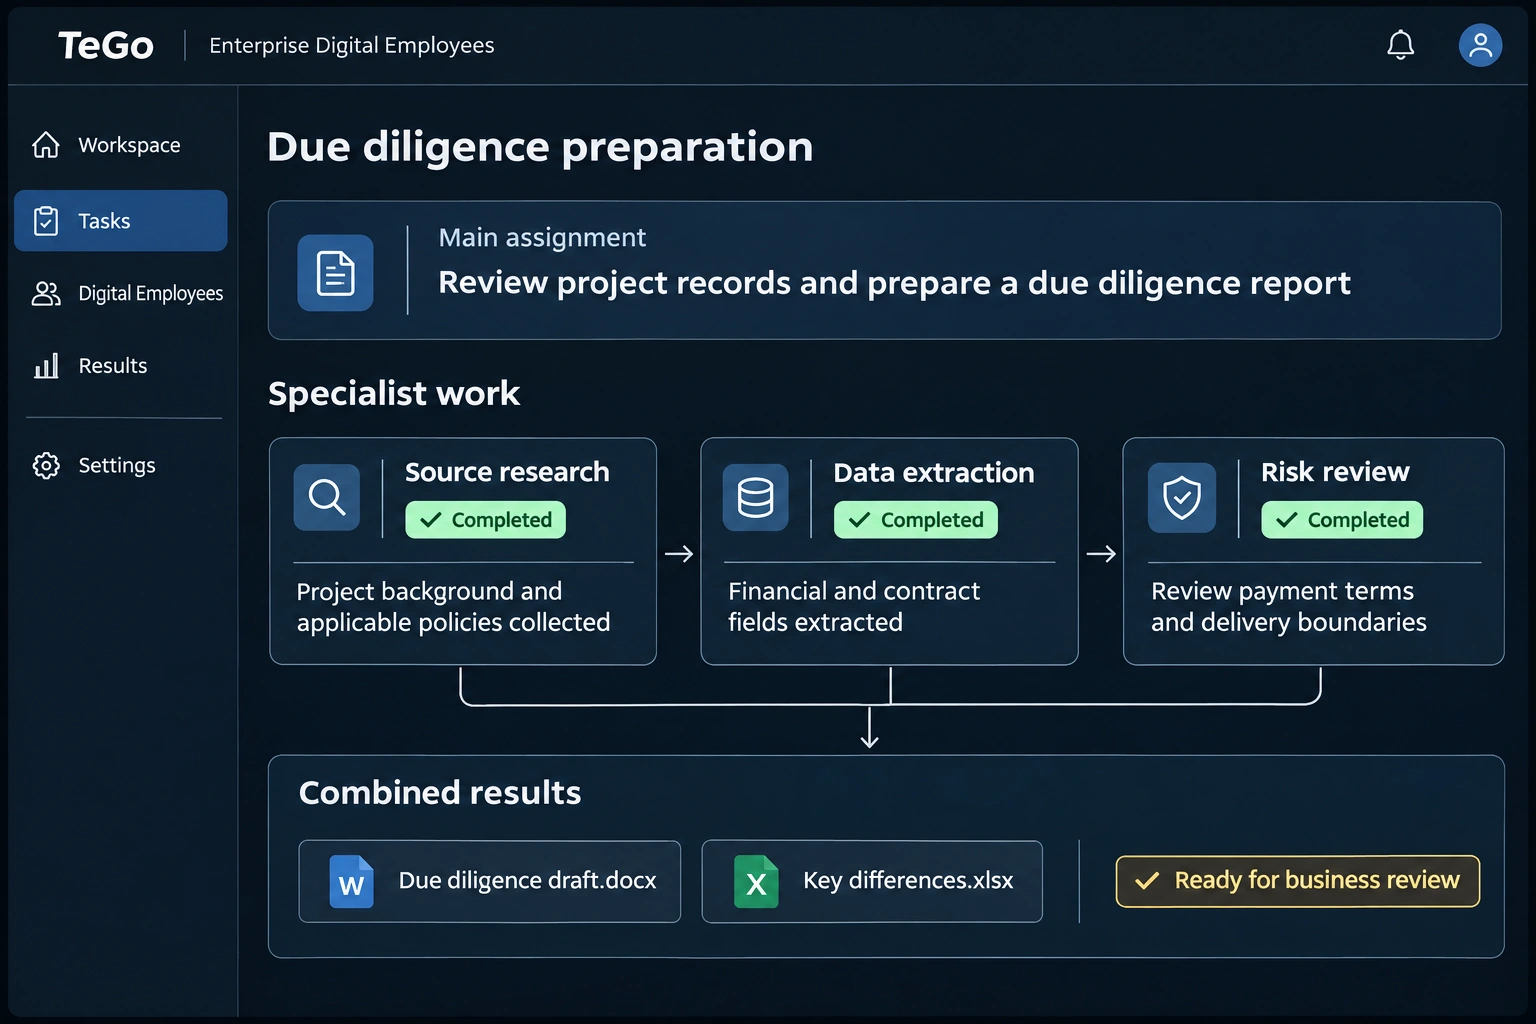 TeGo
Enterprise Digital Employees
Workspace
Tasks
Digital Employees
Results
Settings
Due diligence preparation
Main assignment
Review project records and prepare a due diligence report
Specialist work
Source research
Completed
Project background and
applicable policies collected
Data extraction
Completed
Financial and contract
fields extracted
Risk review
Completed
Review payment terms
and delivery boundaries
Combined results
W
Due diligence draft.docx
X
Key differences.xlsx
Ready for business review